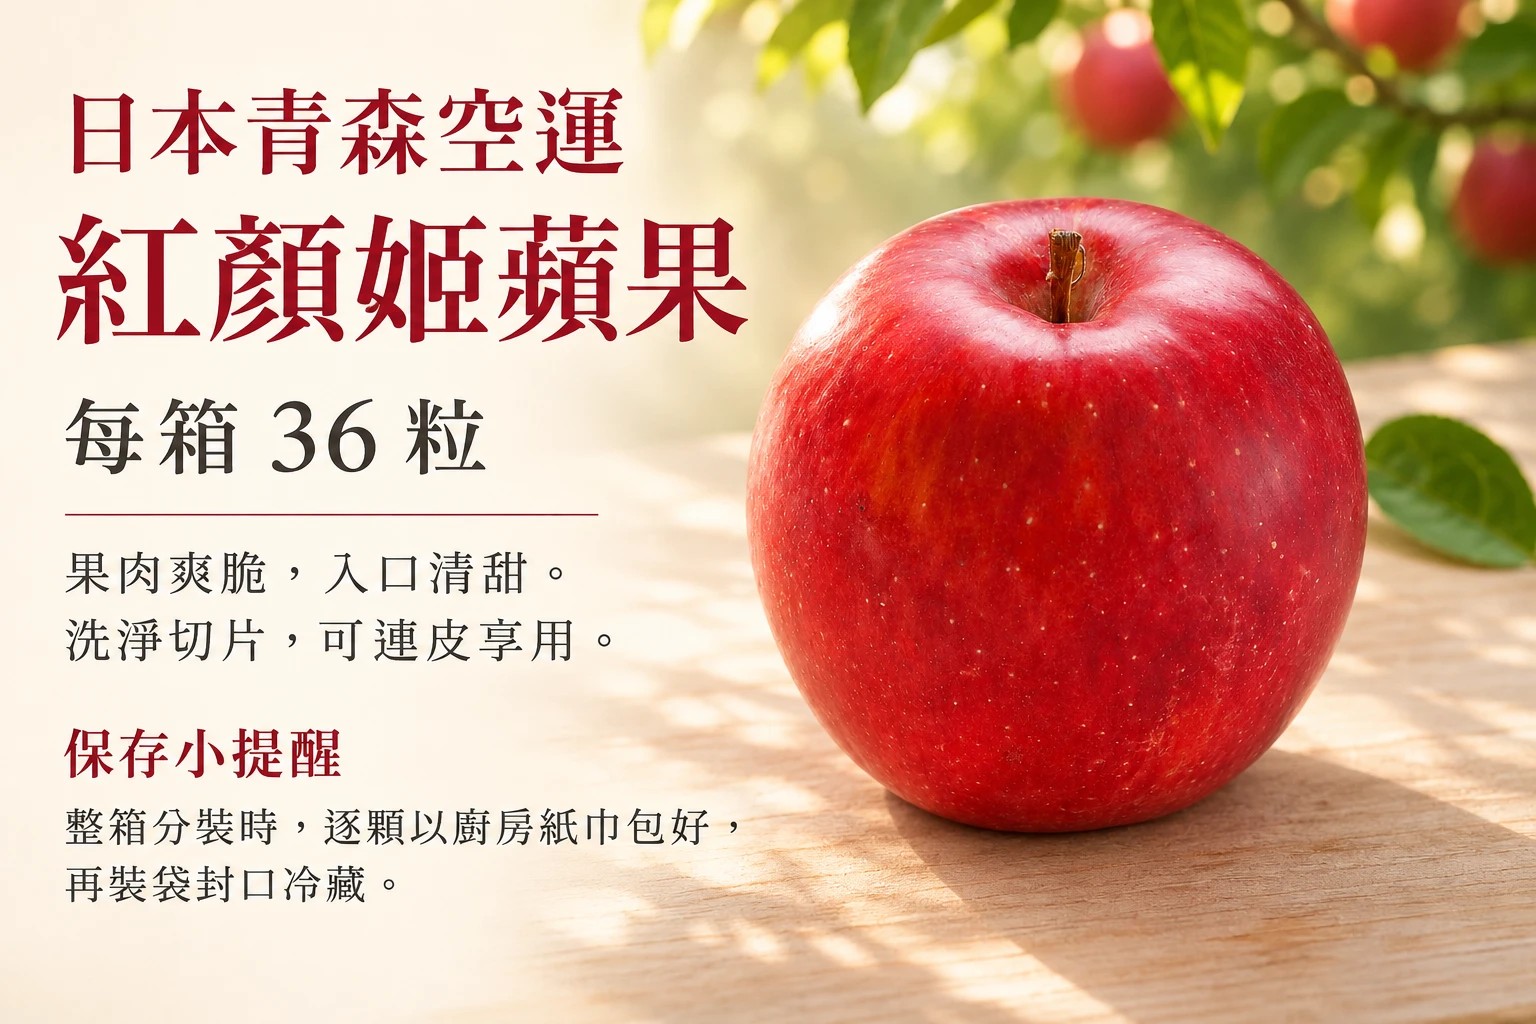 日本青森空運
紅顏姬蘋果
每箱 36 粒
果肉爽脆，入口清甜。
洗淨切片，可連皮享用。
保存小提醒
整箱分裝時，逐顆以廚房紙巾包好，
再裝袋封口冷藏。